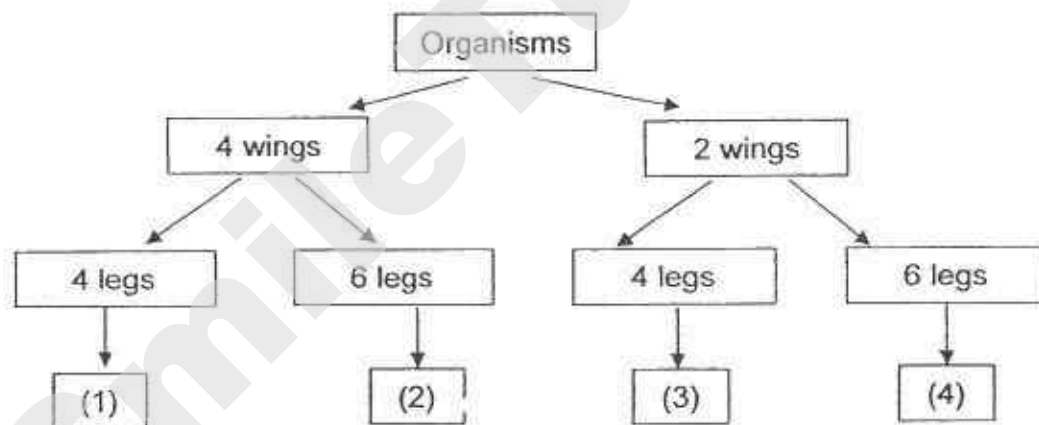 Organisms
4 wings
2 wings
4 legs
6 legs
4 legs
6 legs
(1)
(2)
(3)
(4)